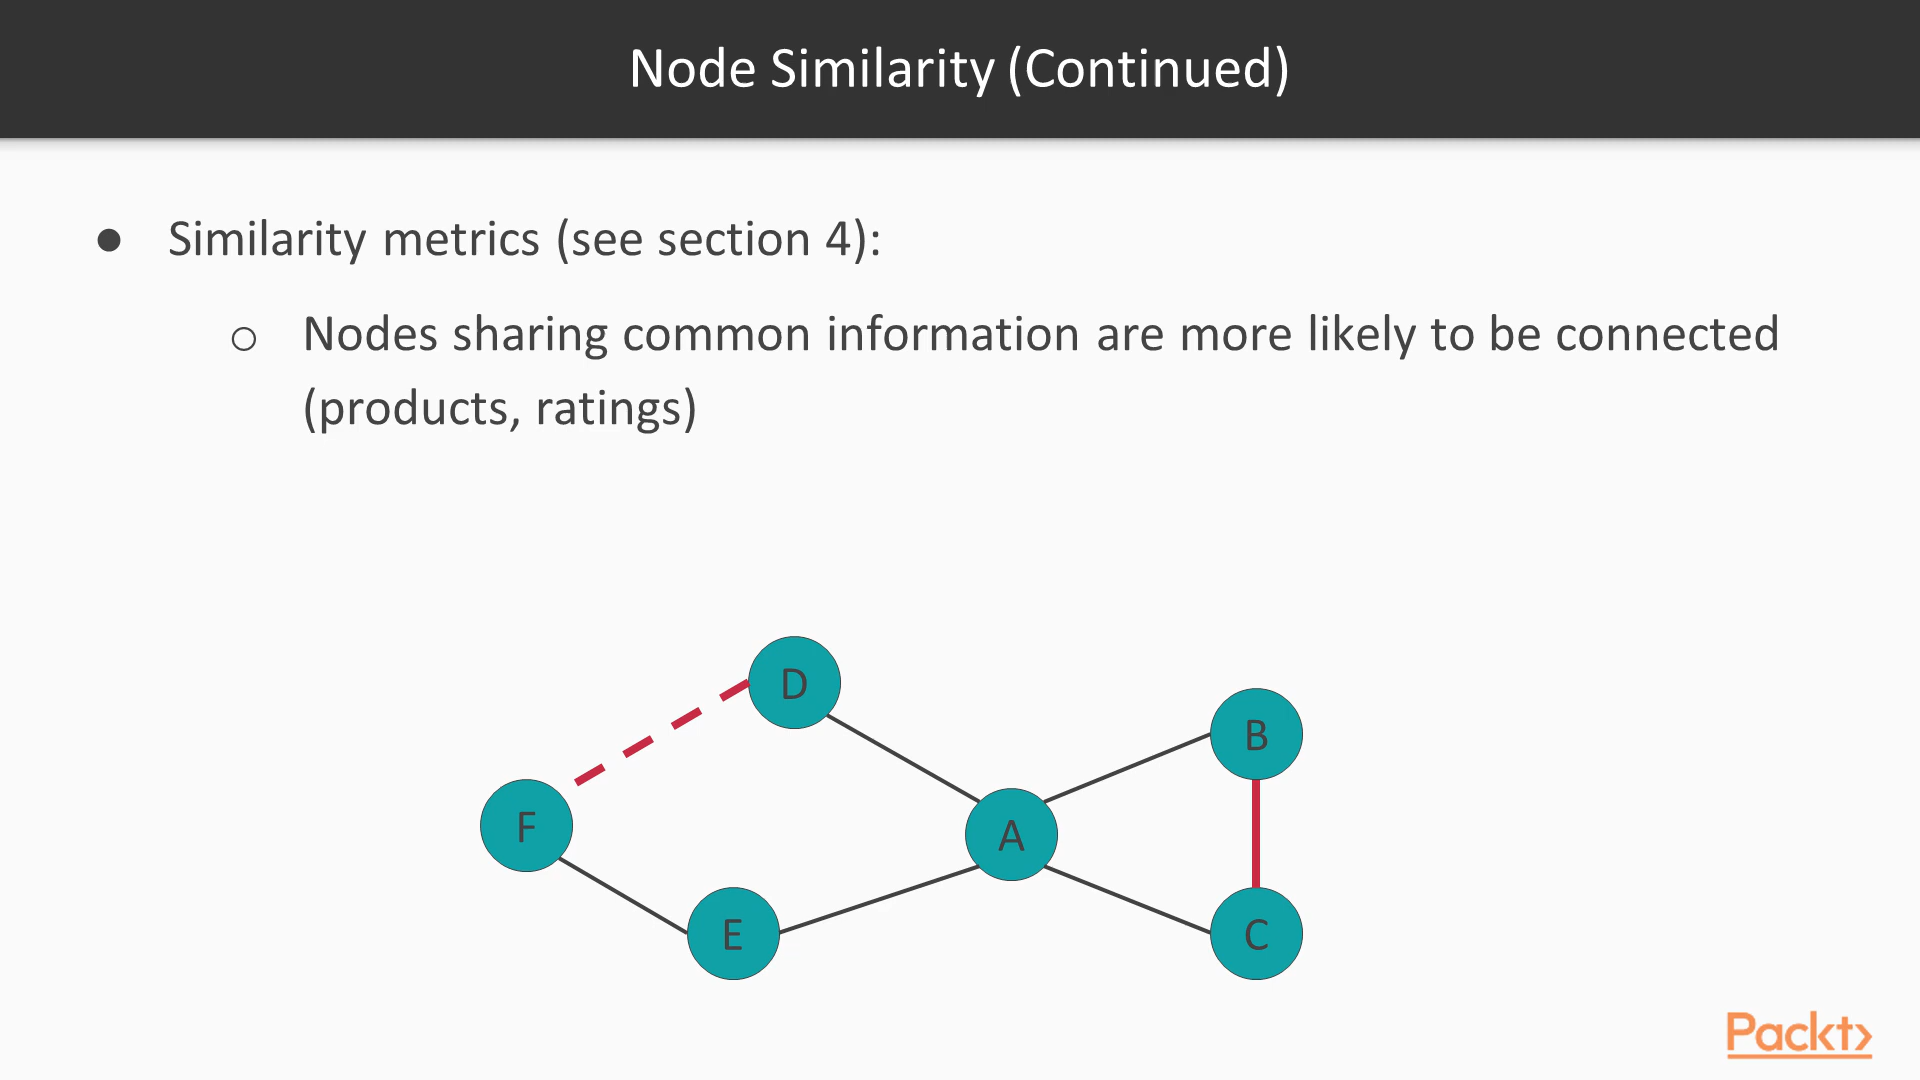 Node Similarity (Continued)
● Similarity metrics (see section 4):
○ Nodes sharing common information are more likely to be connected
(products, ratings)
D
B
F
A
E
C
Packt>